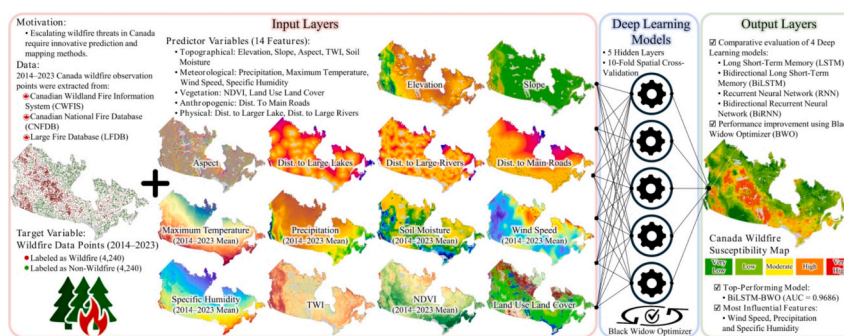 Motivation:
• Escalating wildfire threats in Canada
require innovative prediction and
mapping methods.
Data:
2014–2023 Canada wildfire observation
points were extracted from:
Canadian Wildland Fire Information
System (CWFIS)
Canadian National Fire Database
(CNFDB)
Large Fire Database (LFDB)
Target Variable:
Wildfire Data Points (2014–2023)
Labeled as Wildfire (4,240)
Labeled as Non-Wildfire (4,240)
Input Layers
Predictor Variables (14 Features):
• Topographical: Elevation, Slope, Aspect, TWI, Soil
Moisture
• Meteorological: Precipitation, Maximum Temperature,
Wind Speed, Specific Humidity
• Vegetation: NDVI, Land Use Land Cover
• Anthropogenic: Dist. To Main Roads
• Physical: Dist. to Larger Lake, Dist. to Large Rivers
Elevation
Slope
Aspect
Dist. to Large Lakes
Dist. to Large Rivers
Dist. to Main Roads
Maximum Temperature
(2014–2023 Mean)
Precipitation
(2014–2023 Mean)
Soil Moisture
(2014–2023 Mean)
Wind Speed
(2014–2023 Mean)
Specific Humidity
(2014–2023 Mean)
TWI
NDVI
(2014–2023 Mean)
Land Use Land Cover
Deep Learning
Models
• 5 Hidden Layers
• 10-Fold Spatial Cross-
Validation
Black Widow Optimizer
Output Layers
☑ Comparative evaluation of 4 Deep
Learning models:
• Long Short-Term Memory (LSTM)
• Bidirectional Long Short-Term
Memory (BiLSTM)
• Recurrent Neural Network (RNN)
• Bidirectional Recurrent Neural
Network (BiRNN)
☑ Performance improvement using Black
Widow Optimizer (BWO)
Canada Wildfire
Susceptibility Map
Very
Low
Low
Moderate
High
Very
High
☑ Top-Performing Model:
• BiLSTM-BWO (AUC = 0.9686)
☑ Most Influential Features:
• Wind Speed, Precipitation
and Specific Humidity